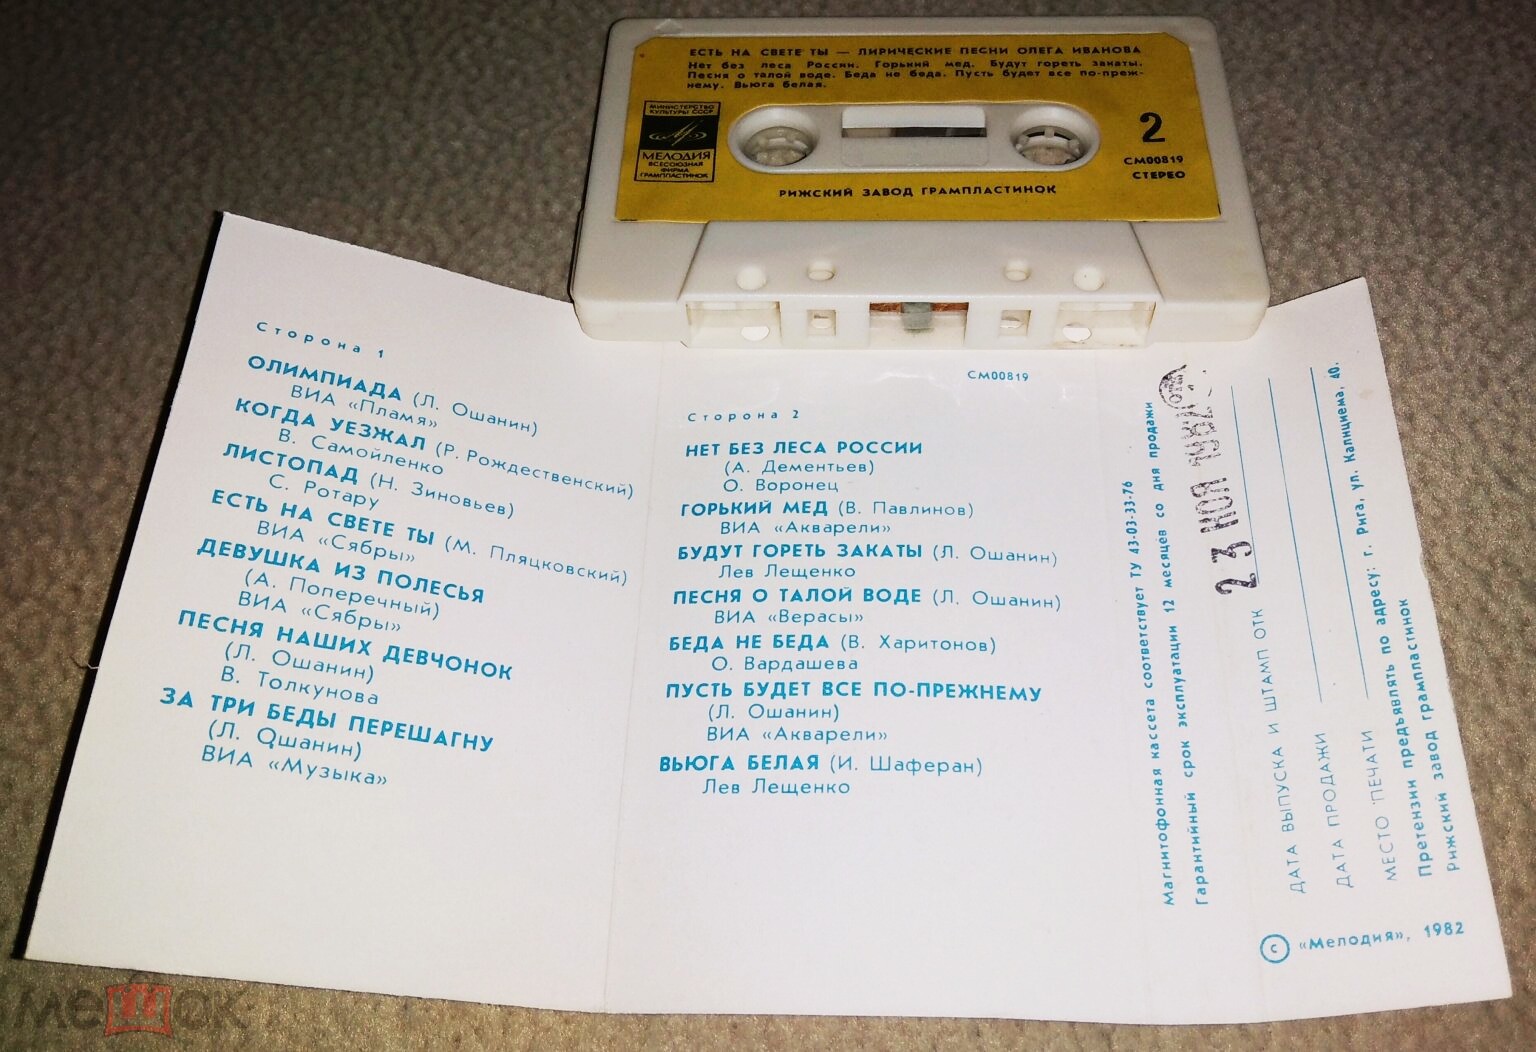 ЕСТЬ НА СВЕТЕ ТЫ — ЛИРИЧЕСКИЕ ПЕСНИ ОЛЕГА ИВАНОВА
Нет без леса России. Горький мед. Будут гореть закаты.
Песня о талой воде. Беда не беда. Пусть будет все по-преж-
нему. Вьюга белая.
МИНИСТЕРСТВО
КУЛЬТУРЫ СССР
МЕЛОДИЯ
ВСЕСОЮЗНАЯ
ФИРМА
ГРАМПЛАСТИНОК
2
СМ00819
СТЕРЕО
РИЖСКИЙ ЗАВОД ГРАМПЛАСТИНОК
Сторона 1
ОЛИМПИАДА (Л. Ошанин)
ВИА «Пламя»
КОГДА УЕЗЖАЛ (Р. Рождественский)
В. Самойленко
ЛИСТОПАД (Н. Зиновьев)
С. Ротару
ЕСТЬ НА СВЕТЕ ТЫ (М. Пляцковский)
ВИА «Сябры»
ДЕВУШКА ИЗ ПОЛЕСЬЯ
(А. Поперечный)
ВИА «Сябры»
ПЕСНЯ НАШИХ ДЕВЧОНОК
(Л. Ошанин)
В. Толкунова
ЗА ТРИ БЕДЫ ПЕРЕШАГНУ
(Л. Ошанин)
ВИА «Музыка»
СМ00819
Сторона 2
НЕТ БЕЗ ЛЕСА РОССИИ
(А. Дементьев)
О. Воронец
ГОРЬКИЙ МЕД (В. Павлинов)
ВИА «Акварели»
БУДУТ ГОРЕТЬ ЗАКАТЫ (Л. Ошанин)
Лев Лещенко
ПЕСНЯ О ТАЛОЙ ВОДЕ (Л. Ошанин)
ВИА «Верасы»
БЕДА НЕ БЕДА (В. Харитонов)
О. Вардашева
ПУСТЬ БУДЕТ ВСЕ ПО-ПРЕЖНЕМУ
(Л. Ошанин)
ВИА «Акварели»
ВЬЮГА БЕЛАЯ (И. Шаферан)
Лев Лещенко
Магнитофонная кассета соответствует ТУ 43-03-33-76
Гарантийный срок эксплуатации 12 месяцев со дня продажи
23 НОЯ
ДАТА ВЫПУСКА И ШТАМП ОТК
ДАТА ПРОДАЖИ
МЕСТО ПЕЧАТИ
Претензии предъявлять по адресу: г. Рига, ул. Калнциема, 40.
Рижский завод грампластинок
с «Мелодия», 1982
мешок